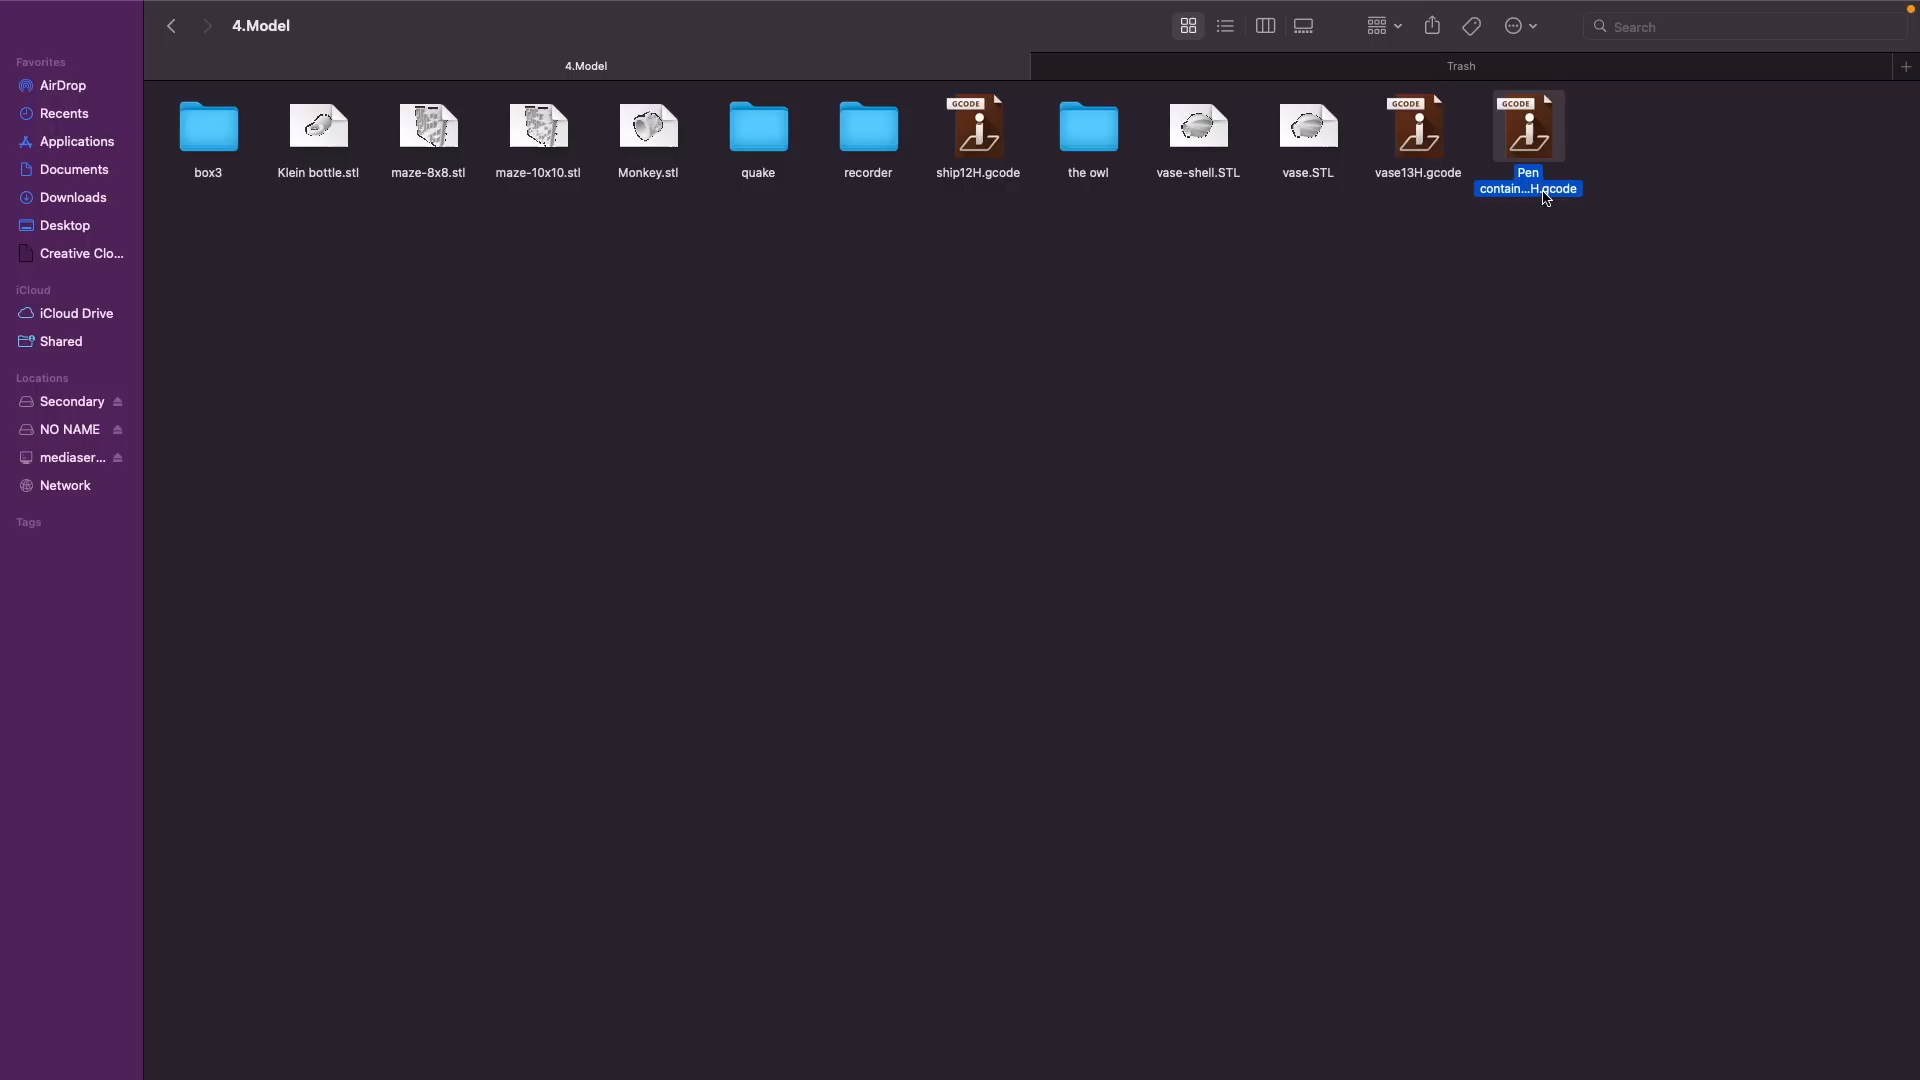 4.Model
Search
4.Model
Trash
Favorites
AirDrop
Recents
Applications
Documents
Downloads
Desktop
Creative Clo...
iCloud
iCloud Drive
Shared
Locations
Secondary
NO NAME
mediaser...
Network
Tags
GCODE
GCODE
GCODE
box3
Klein bottle.stl
maze-8x8.stl
maze-10x10.stl
Monkey.stl
quake
recorder
ship12H.gcode
the owl
vase-shell.STL
vase.STL
vase13H.gcode
Pen
contain...H.gcode